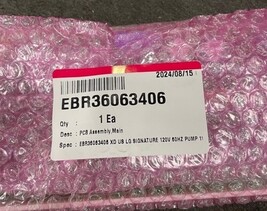 2024/08/15
EBR36063406
Qty : 1 Ea
Desc : PCB Assembly,Main
Spec : EBR36063406 XD UB LG SIGNATURE 120V 60HZ PUMP 1!